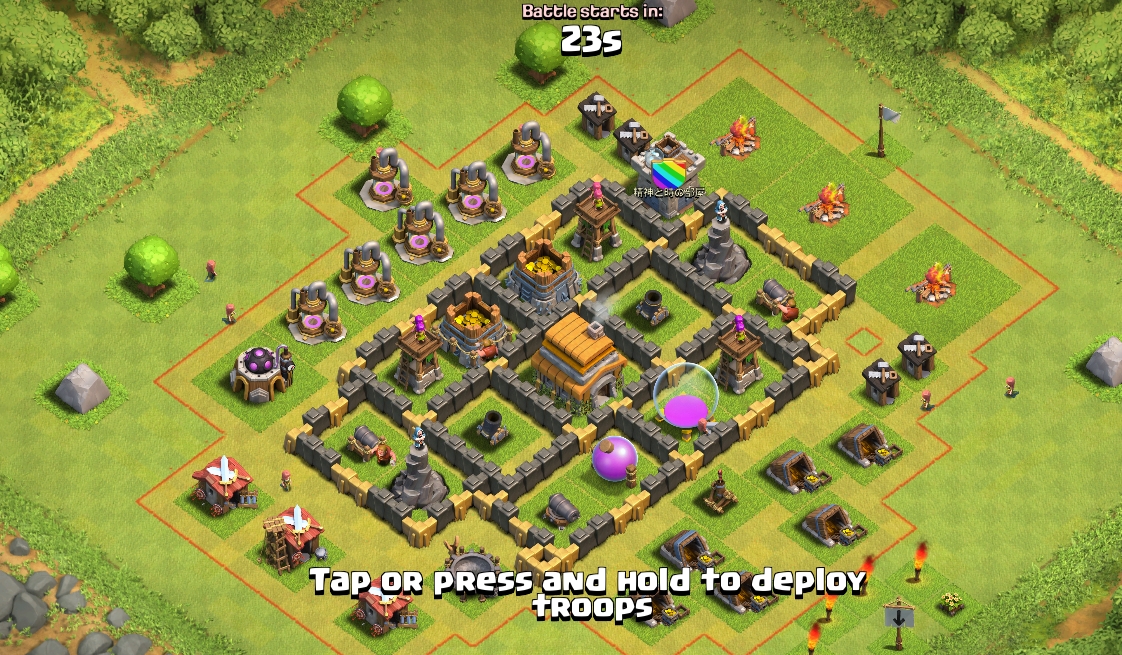 Battle starts in:
23s
精神と時の部屋
Tap or press and hold to deploy
troops